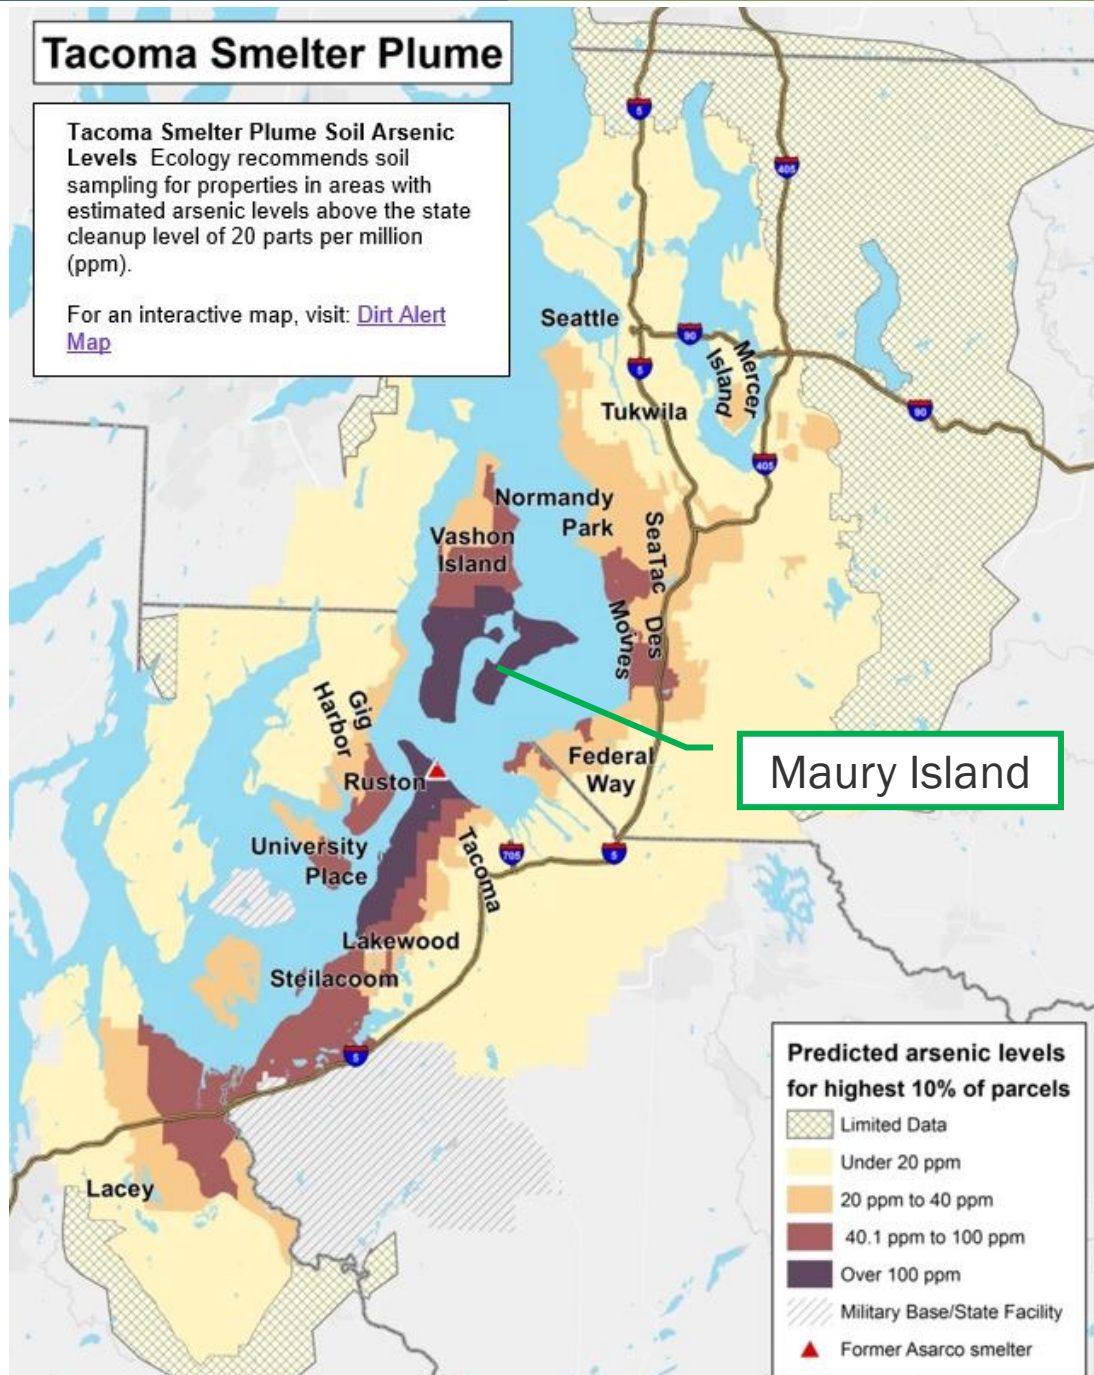 Tacoma Smelter Plume
Tacoma Smelter Plume Soil Arsenic
Levels Ecology recommends soil
sampling for properties in areas with
estimated arsenic levels above the state
cleanup level of 20 parts per million
(ppm).
For an interactive map, visit: Dirt Alert
Map
5
405
Seattle
90
5
Mercer
Island
Tukwila
90
405
Normandy
Park
Vashon
Island
SeaTac
Des
Moines
Gig
Harbor
Ruston
Federal
Way
Maury Island
University
Place
Tacoma
705
5
Lakewood
Steilacoom
5
Lacey
Predicted arsenic levels
for highest 10% of parcels
Limited Data
Under 20 ppm
20 ppm to 40 ppm
40.1 ppm to 100 ppm
Over 100 ppm
Military Base/State Facility
Former Asarco smelter